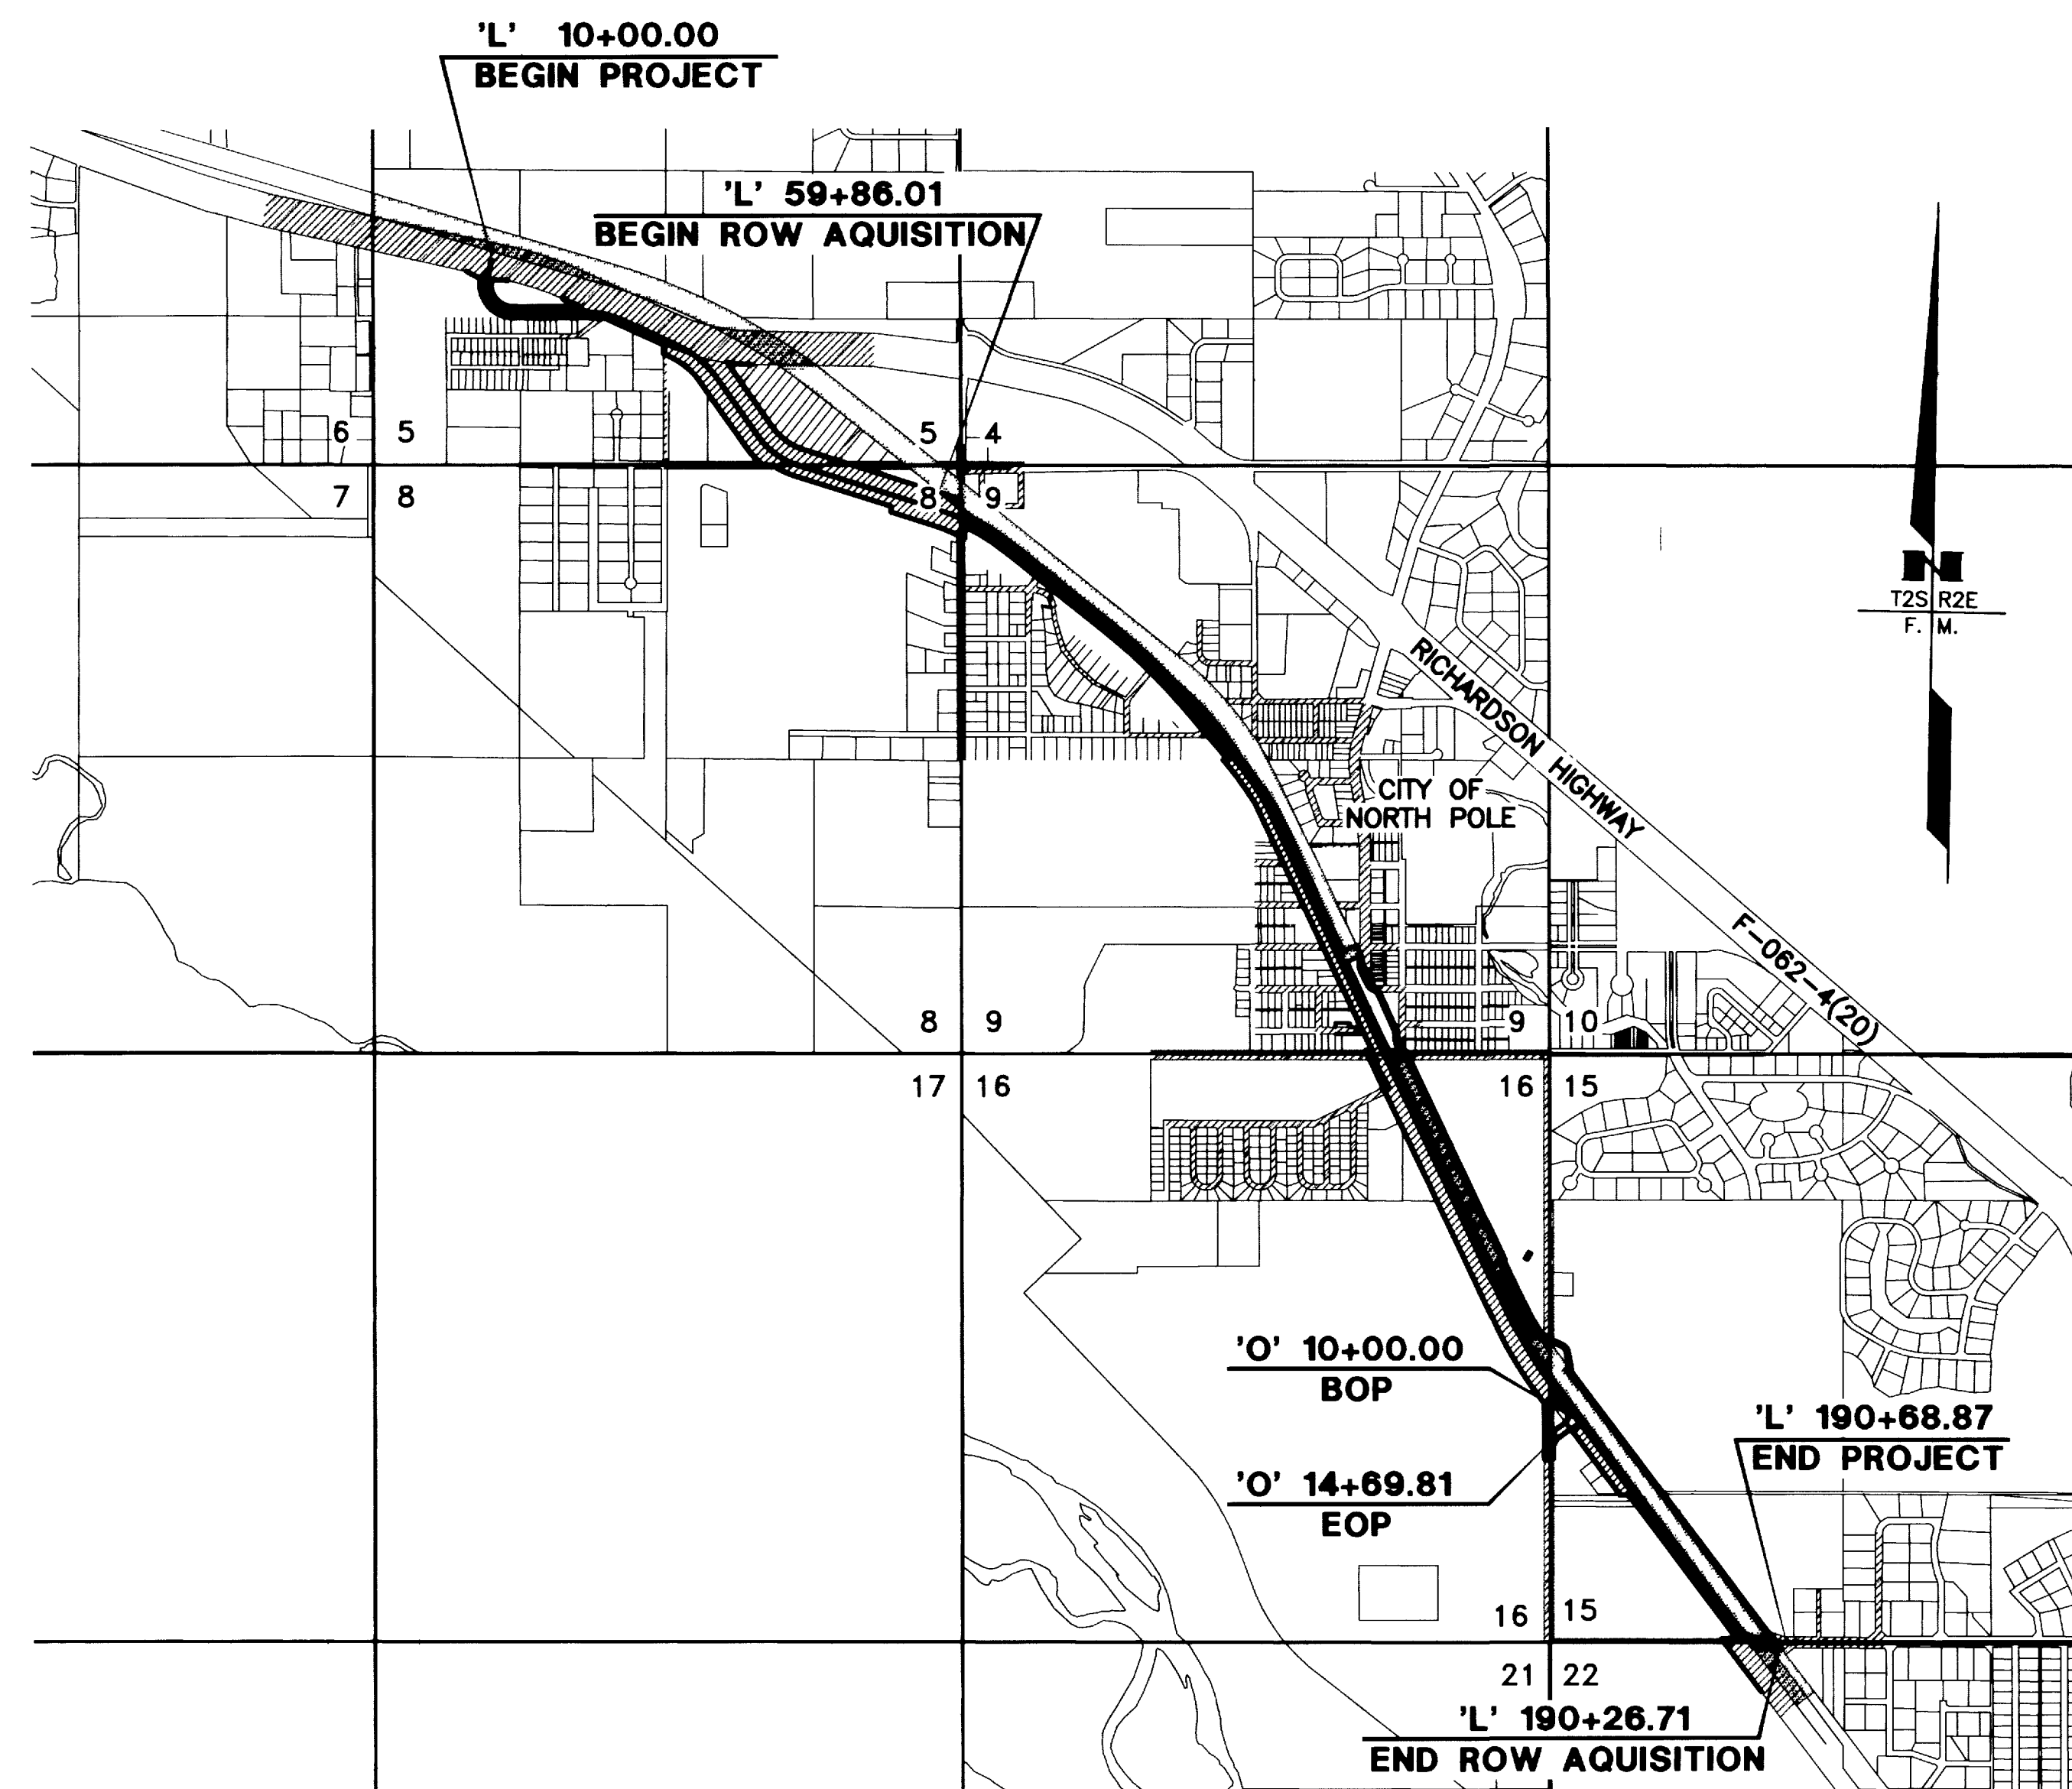 'L' 10+00.00
BEGIN PROJECT
'L' 59+86.01
BEGIN ROW AQUISITION
6 5
5 4
7 8
8 9
N
T2S R2E
F. M.
RICHARDSON HIGHWAY
CITY OF
NORTH POLE
F-062-4(20)
8 9
9 10
17 16
16 15
'O' 10+00.00
BOP
'L' 190+68.87
END PROJECT
'O' 14+69.81
EOP
16 15
21 22
'L' 190+26.71
END ROW AQUISITION